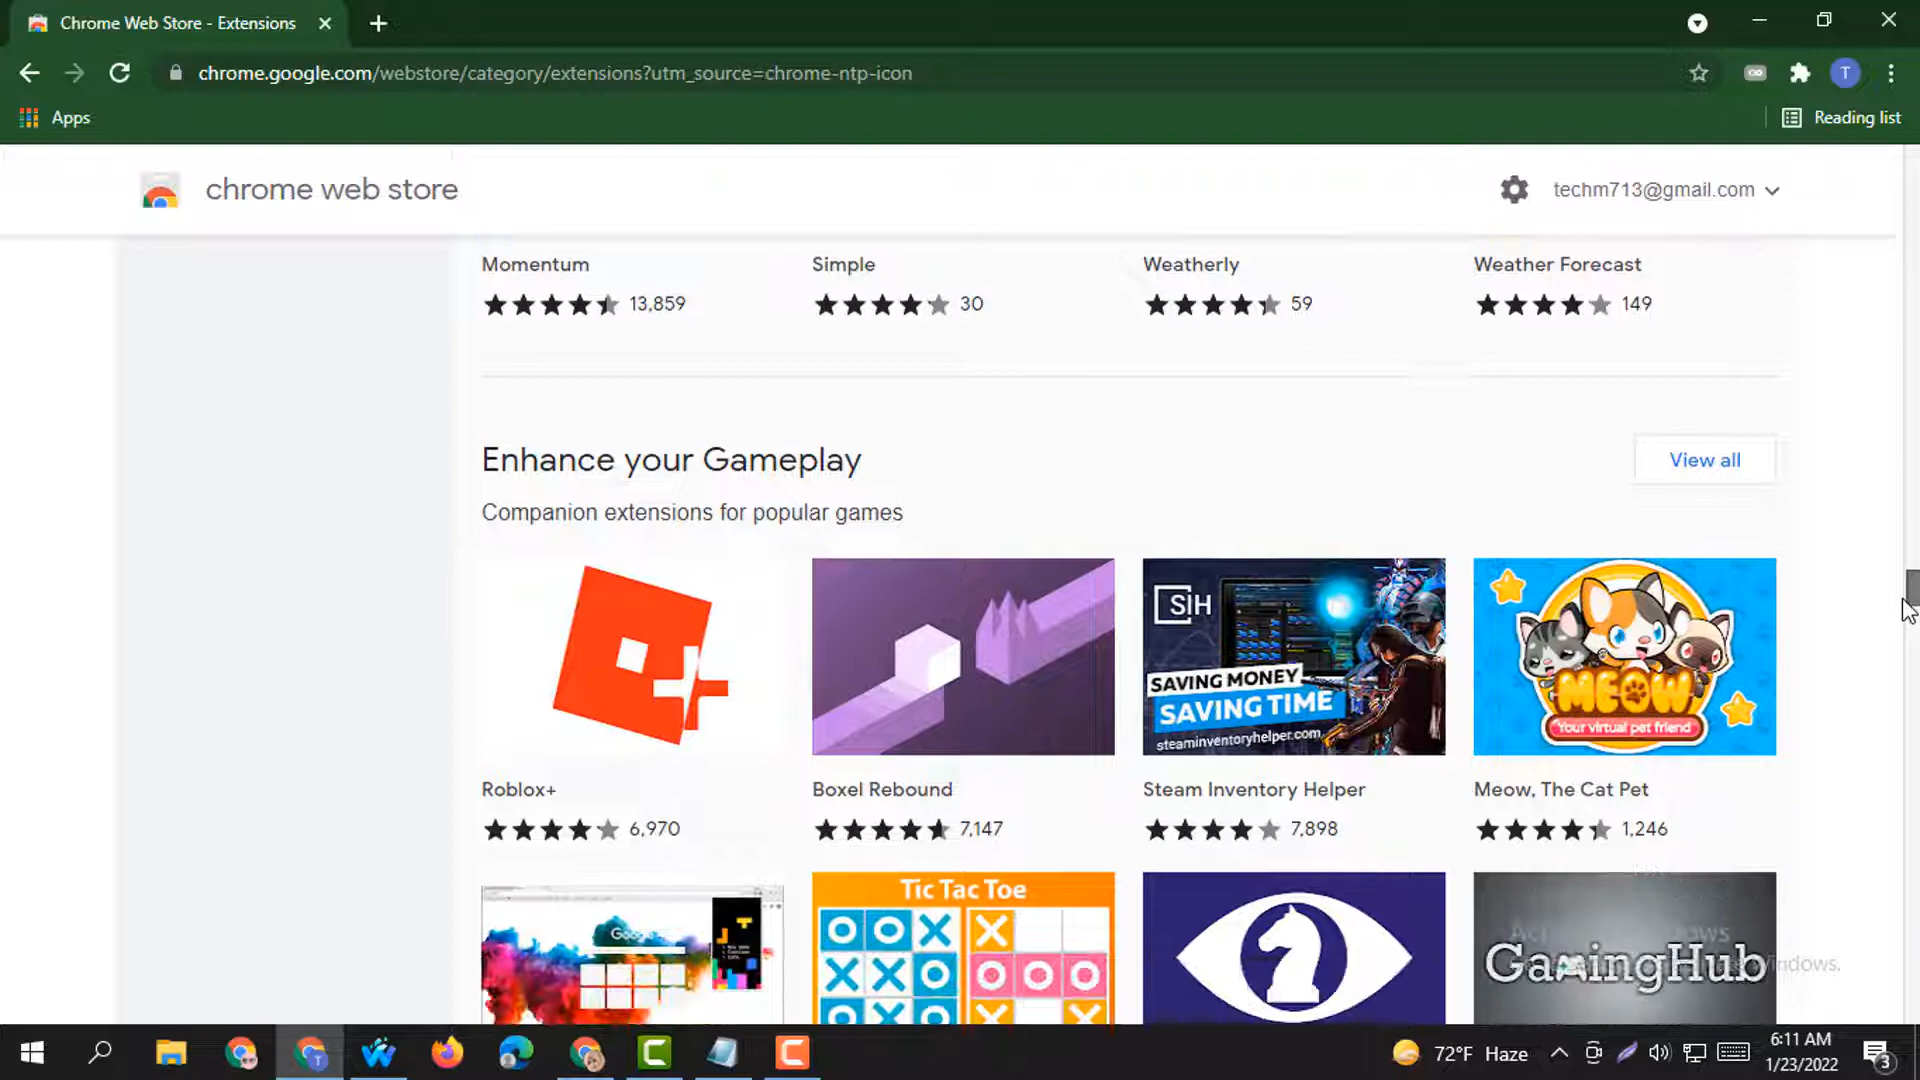 Chrome Web Store - Extensions
chrome.google.com/webstore/category/extensions?utm_source=chrome-ntp-icon
T
Apps
Reading list
chrome web store
techm713@gmail.com
Momentum
Simple
Weatherly
Weather Forecast
13,859
30
59
149
Enhance your Gameplay
View all
Companion extensions for popular games
SIH
SAVING MONEY
SAVING TIME
steaminventoryhelper.com
MEOW
Your virtual pet friend
Roblox+
Boxel Rebound
Steam Inventory Helper
Meow, The Cat Pet
6,970
7,147
7,898
1,246
Tic Tac Toe
GamingHub
72°F Haze
6:11 AM
1/23/2022
3